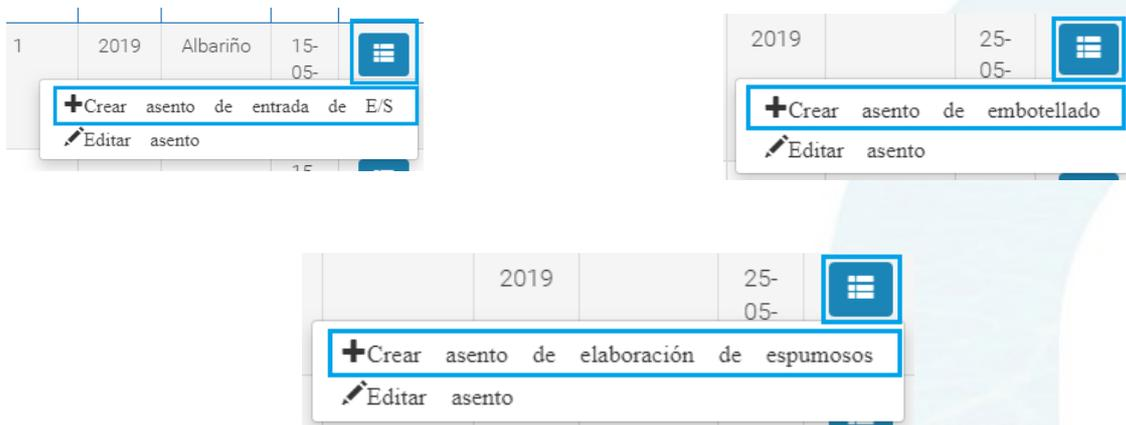 1 2019 Albariño 15-
05-
Crear asento de entrada de E/S
Editar asento
15
2019 25-
05-
Crear asento de embotellado
Editar asento
2019 25-
05-
Crear asento de elaboración de espumosos
Editar asento